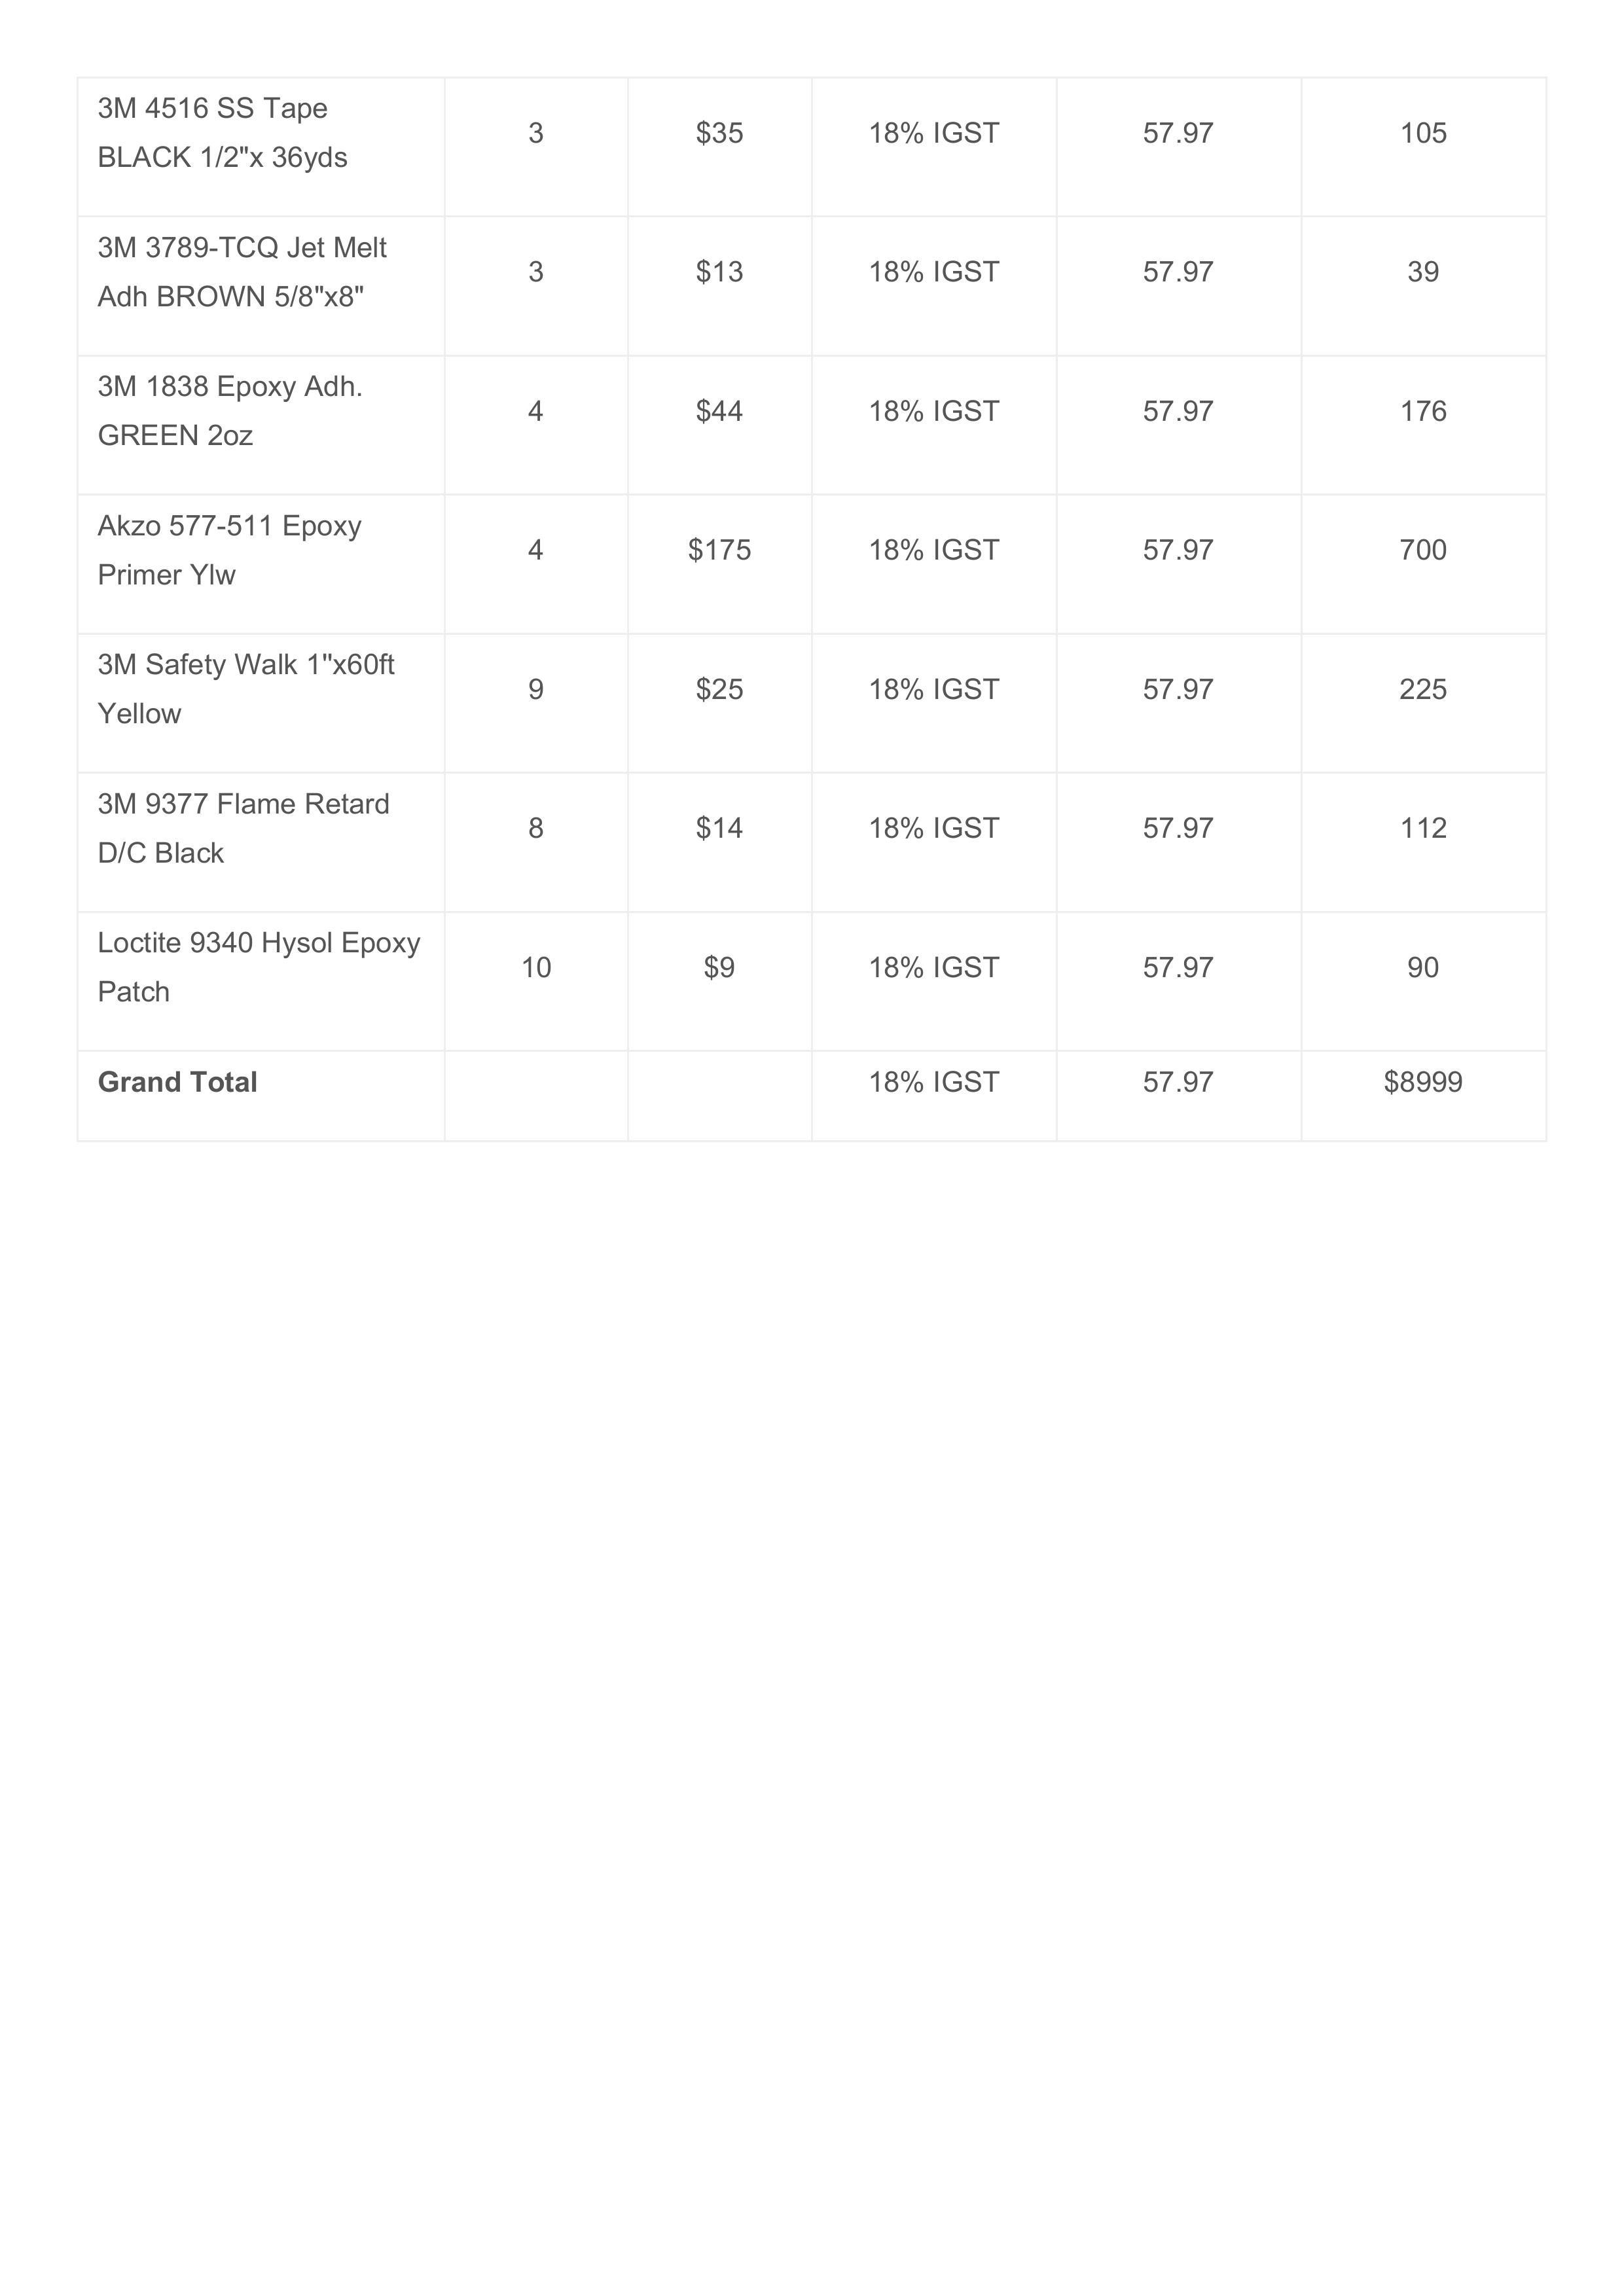 3M 4516 SS Tape
BLACK 1/2"x 36yds
3
$35
18% IGST
57.97
105
3M 3789-TCQ Jet Melt
Adh BROWN 5/8"x8"
3
$13
18% IGST
57.97
39
3M 1838 Epoxy Adh.
GREEN 2oz
4
$44
18% IGST
57.97
176
Akzo 577-511 Epoxy
Primer Ylw
4
$175
18% IGST
57.97
700
3M Safety Walk 1"x60ft
Yellow
9
$25
18% IGST
57.97
225
3M 9377 Flame Retard
D/C Black
8
$14
18% IGST
57.97
112
Loctite 9340 Hysol Epoxy
Patch
10
$9
18% IGST
57.97
90
Grand Total
18% IGST
57.97
$8999